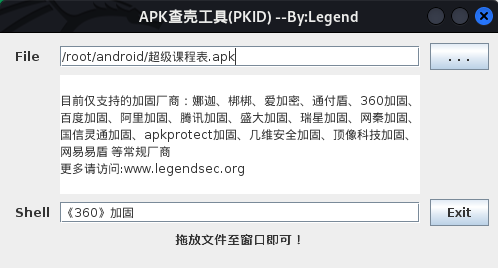 APK查壳工具(PKID) --By:Legend
File
/root/android/超级课程表.apk
...
目前仅支持的加固厂商：娜迦、梆梆、爱加密、通付盾、360加固、
百度加固、阿里加固、腾讯加固、盛大加固、瑞星加固、网秦加固、
国信灵通加固、apkprotect加固、几维安全加固、顶像科技加固、
网易易盾 等常规厂商
更多请访问:www.legendsec.org
Shell
《360》加固
Exit
拖放文件至窗口即可！